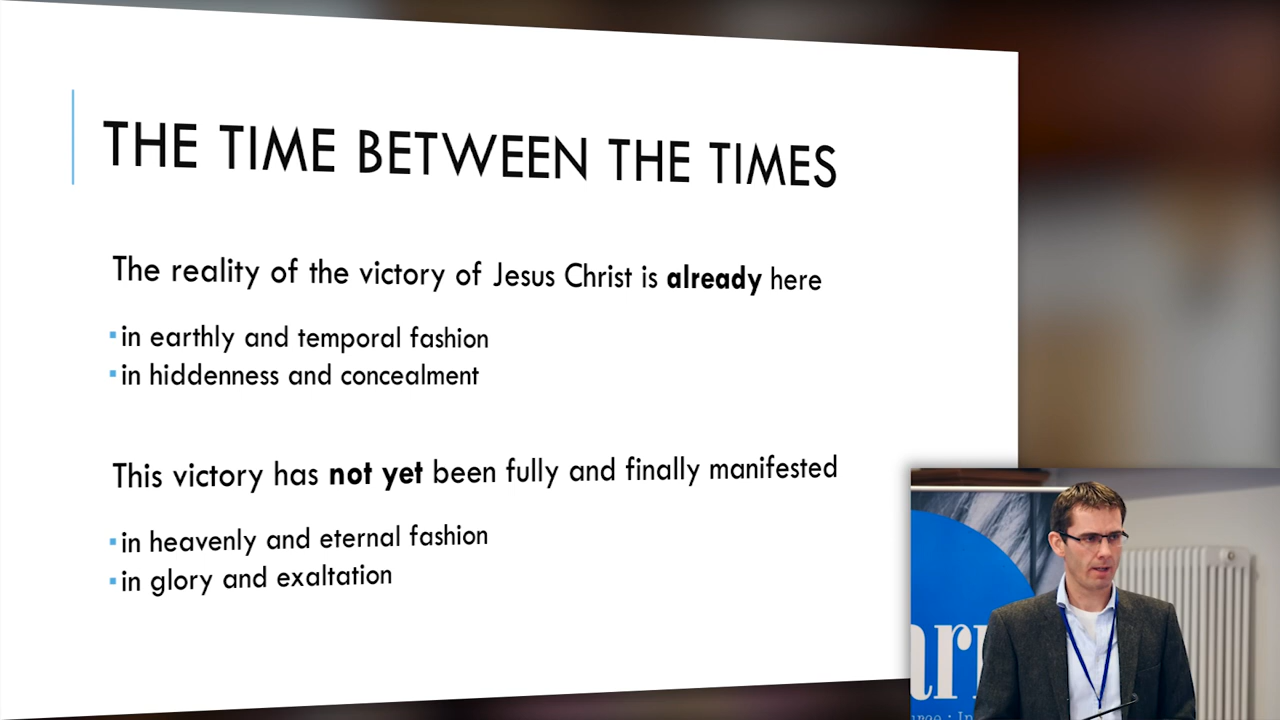 THE TIME BETWEEN THE TIMES
The reality of the victory of Jesus Christ is already here
▪ in earthly and temporal fashion
▪ in hiddenness and concealment
This victory has not yet been fully and finally manifested
▪ in heavenly and eternal fashion
▪ in glory and exaltation